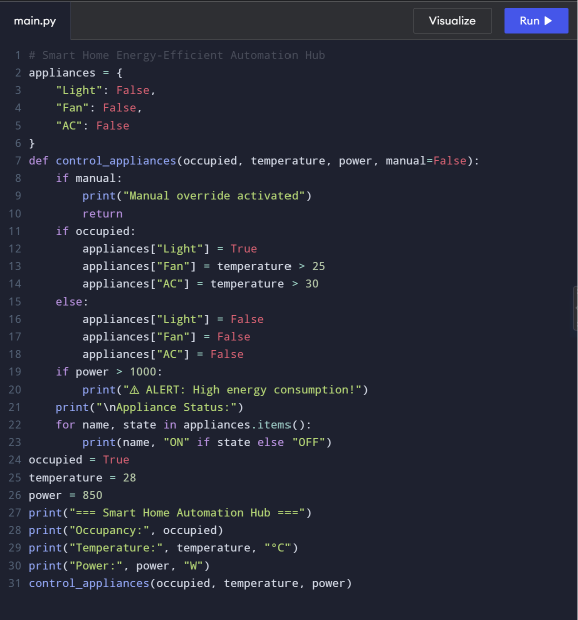 main.py
Visualize
Run
1 # Smart Home Energy-Efficient Automation Hub
2 appliances = {
3     "Light": False,
4     "Fan": False,
5     "AC": False
6 }
7 def control_appliances(occupied, temperature, power, manual=False):
8     if manual:
9         print("Manual override activated")
10         return
11     if occupied:
12         appliances["Light"] = True
13         appliances["Fan"] = temperature > 25
14         appliances["AC"] = temperature > 30
15     else:
16         appliances["Light"] = False
17         appliances["Fan"] = False
18         appliances["AC"] = False
19     if power > 1000:
20         print("⚠ ALERT: High energy consumption!")
21     print("\nAppliance Status:")
22     for name, state in appliances.items():
23         print(name, "ON" if state else "OFF")
24 occupied = True
25 temperature = 28
26 power = 850
27 print("=== Smart Home Automation Hub ===")
28 print("Occupancy:", occupied)
29 print("Temperature:", temperature, "°C")
30 print("Power:", power, "W")
31 control_appliances(occupied, temperature, power)